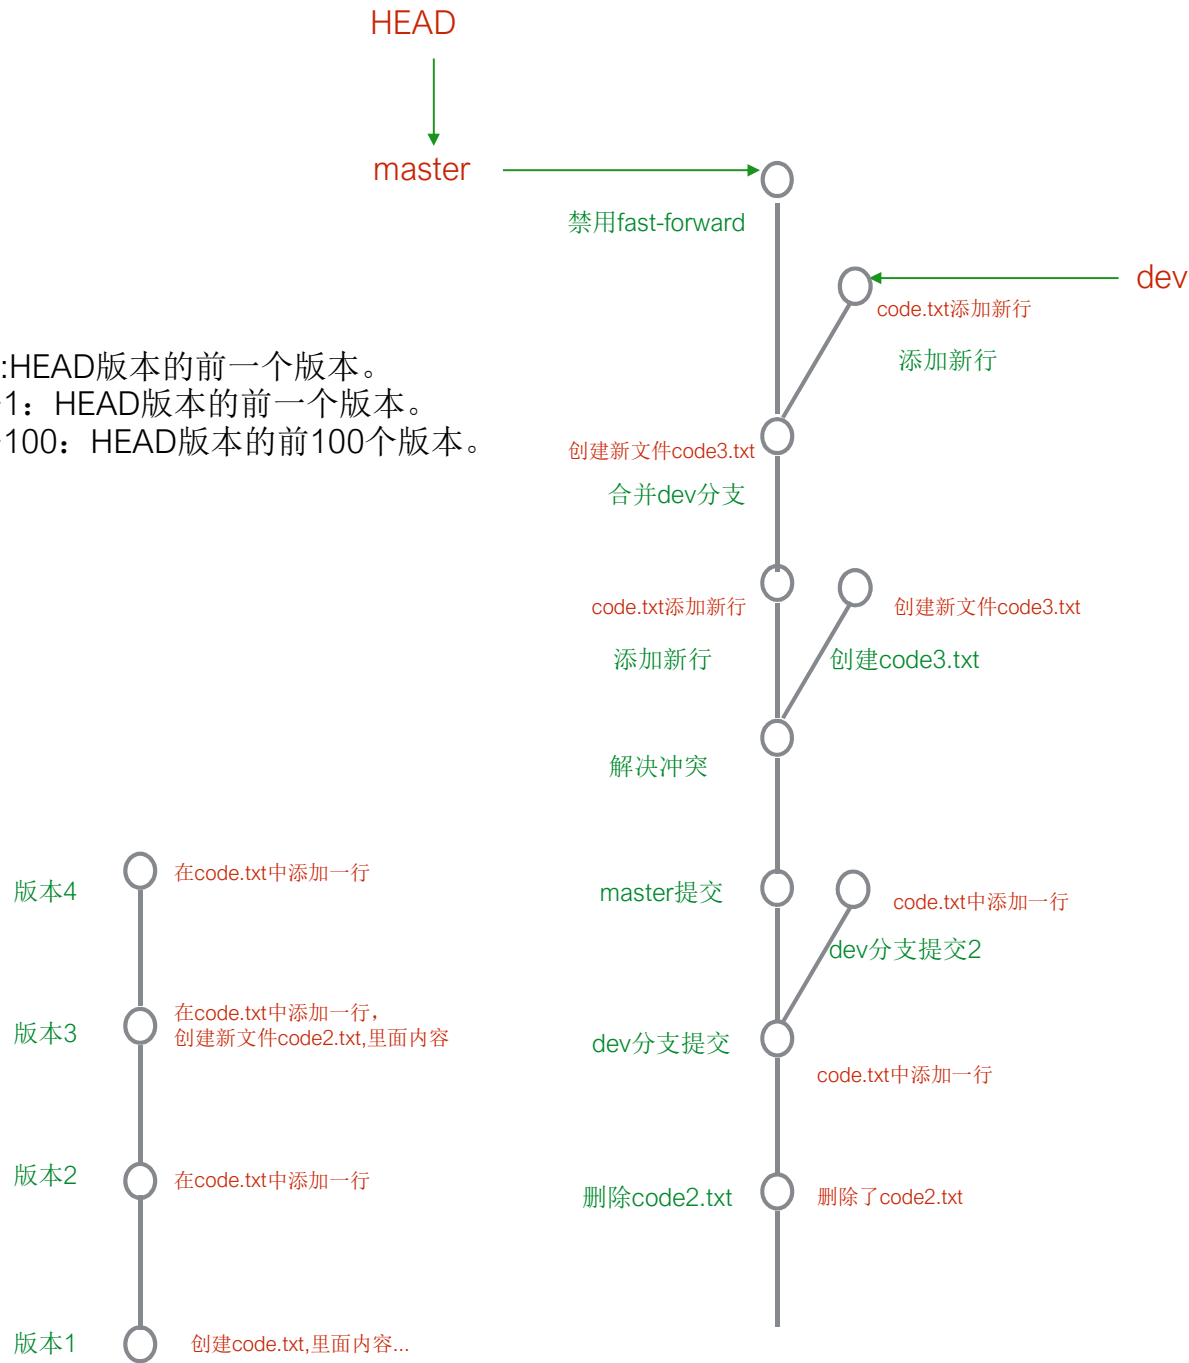 HEAD
master
禁用fast-forward
dev
code.txt添加新行
添加新行
:HEAD版本的前一个版本。
1：HEAD版本的前一个版本。
100：HEAD版本的前100个版本。
创建新文件code3.txt
合并dev分支
code.txt添加新行
创建新文件code3.txt
添加新行
创建code3.txt
解决冲突
版本4
在code.txt中添加一行
master提交
code.txt中添加一行
dev分支提交2
版本3
在code.txt中添加一行，
创建新文件code2.txt,里面内容
dev分支提交
code.txt中添加一行
版本2
在code.txt中添加一行
删除code2.txt
删除了code2.txt
版本1
创建code.txt,里面内容...